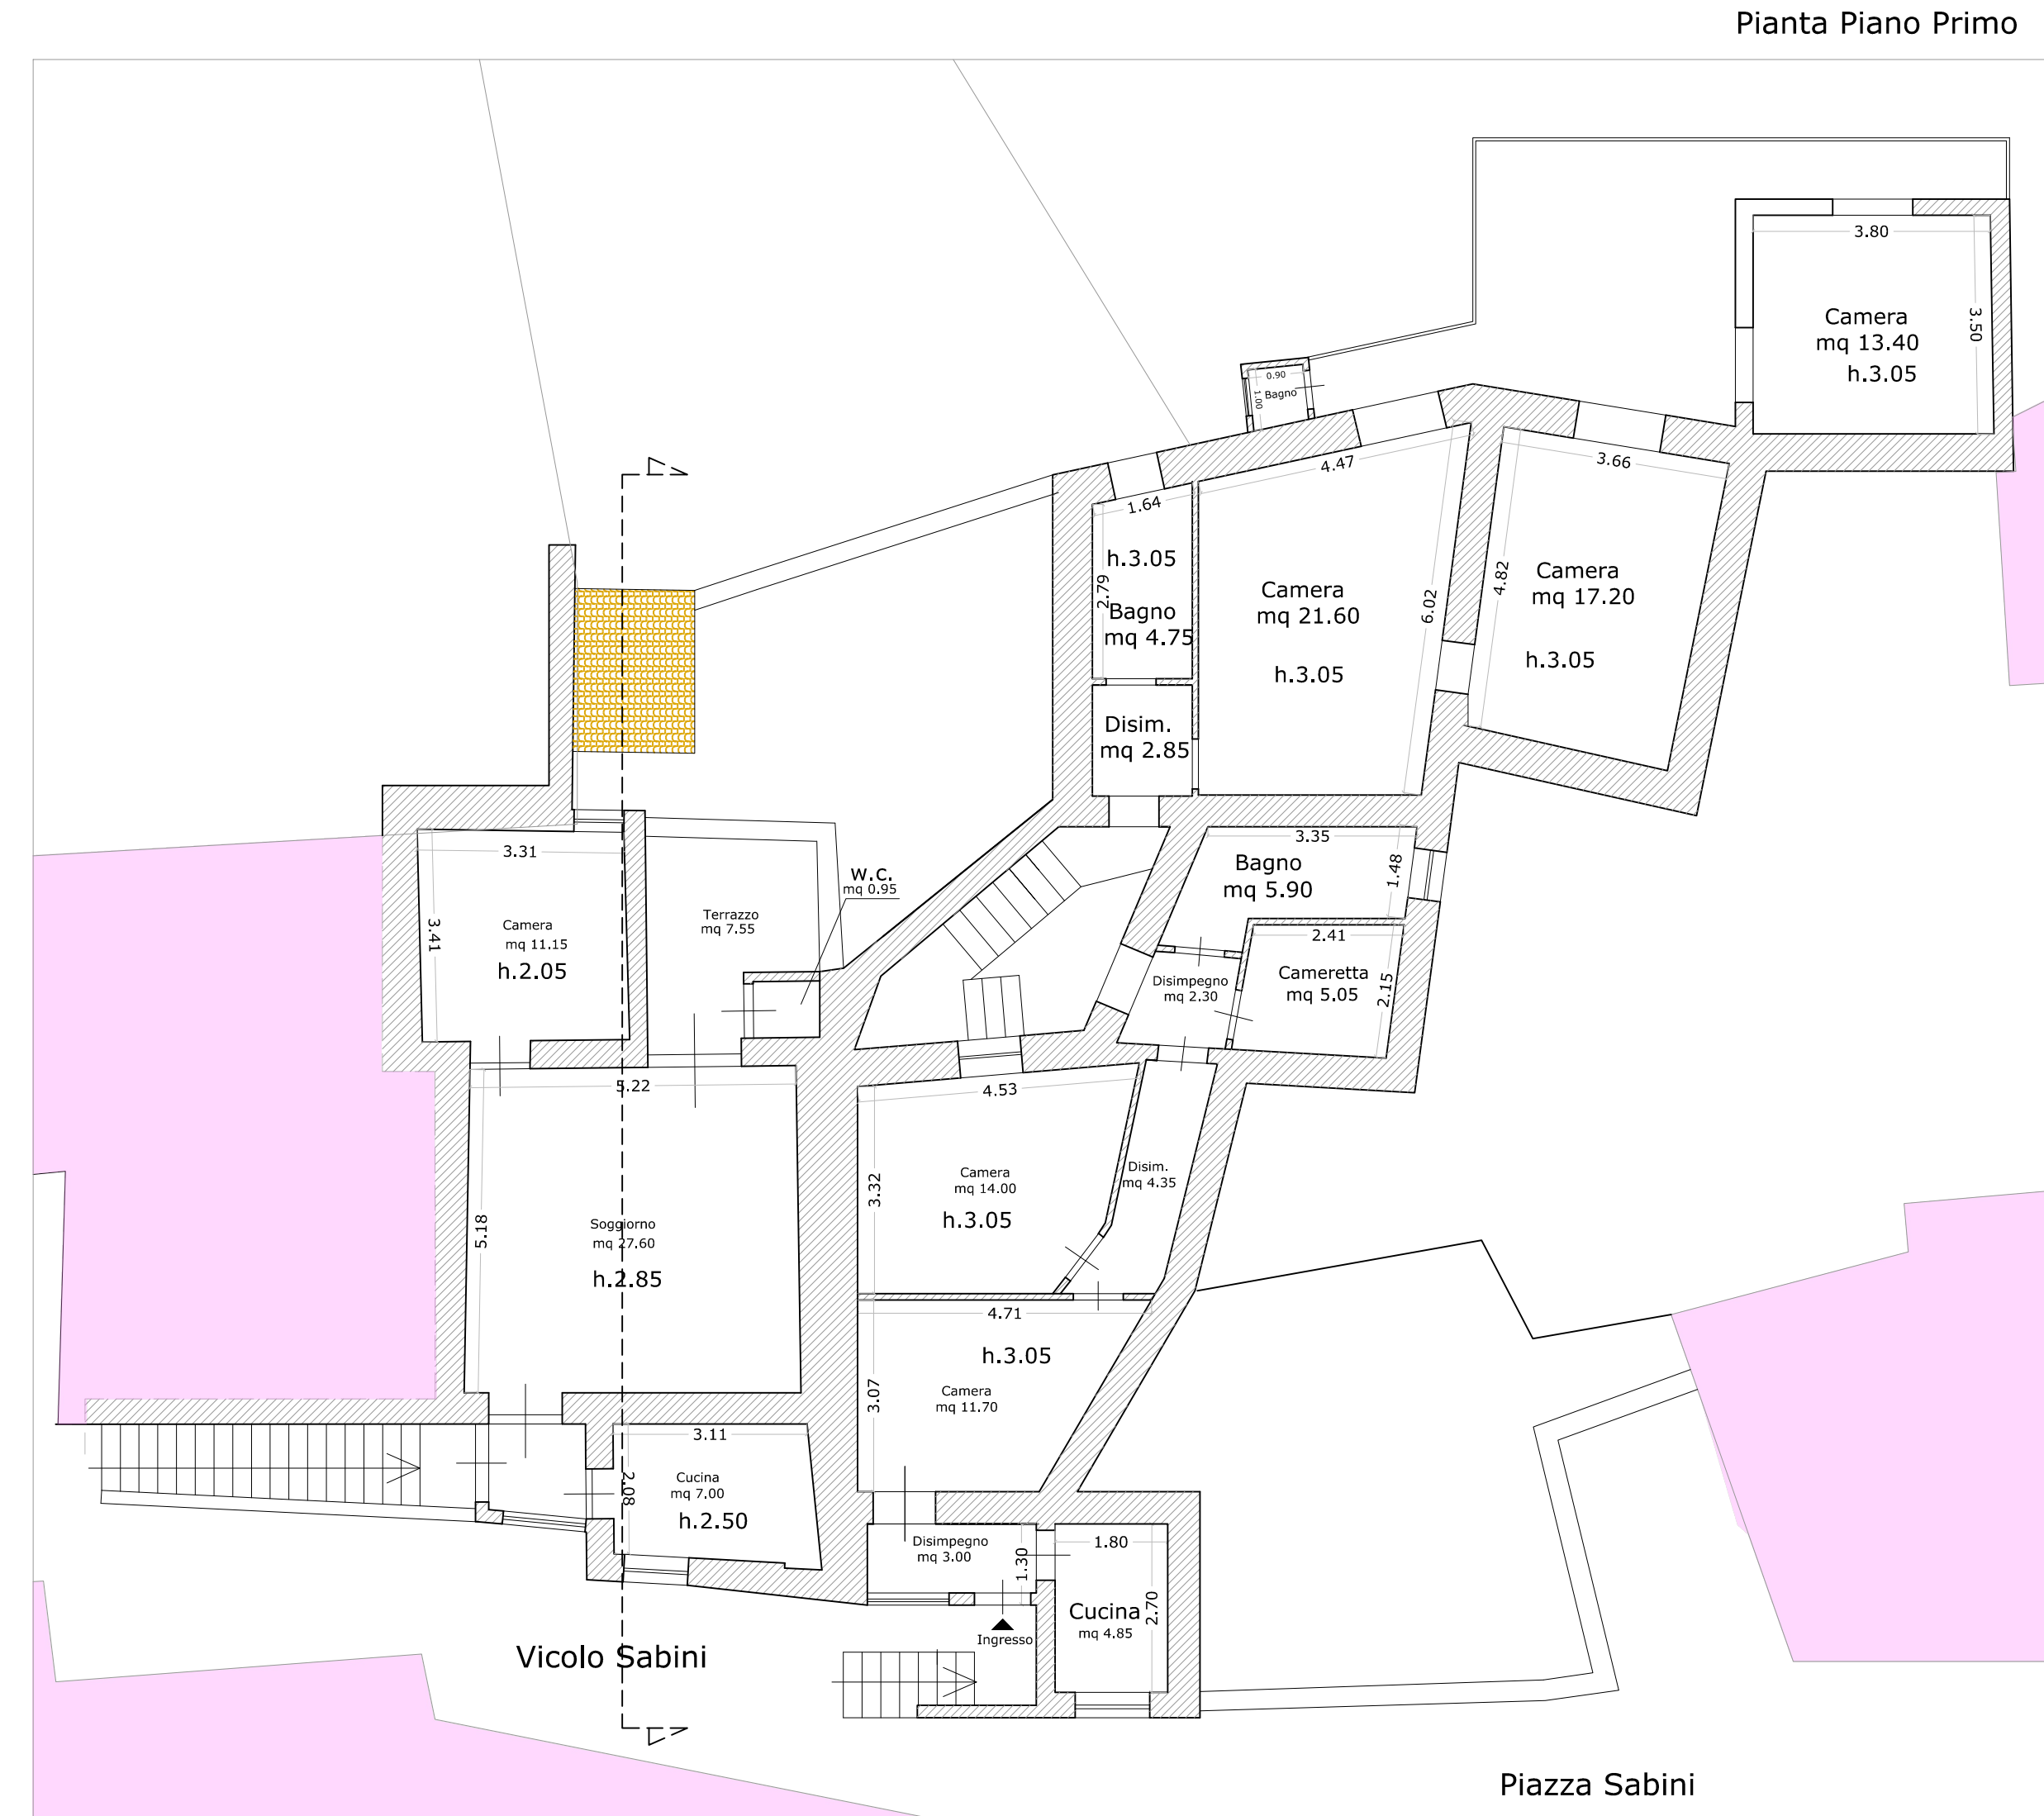 Pianta Piano Primo
3.80
Camera
mq 13.40
h.3.05
3.50
0.90
1.00
Bagno
4.47
3.66
1.64
h.3.05
2.79
Bagno
mq 4.75
Camera
mq 21.60
h.3.05
6.02
4.82
Camera
mq 17.20
h.3.05
Disim.
mq 2.85
3.35
1.48
Bagno
mq 5.90
2.41
Cameretta
mq 5.05
2.15
Disimpegno
mq 2.30
3.31
3.41
Camera
mq 11.15
h.2.05
Terrazzo
mq 7.55
w.c.
mq 0.95
5.22
5.18
Soggiorno
mq 27.60
h.2.85
4.53
3.32
Camera
mq 14.00
h.3.05
Disim.
mq 4.35
4.71
h.3.05
3.07
Camera
mq 11.70
3.11
2.08
Cucina
mq 7.00
h.2.50
Disimpegno
mq 3.00
1.30
1.80
2.70
Cucina
mq 4.85
Ingresso
Vicolo Sabini
Piazza Sabini